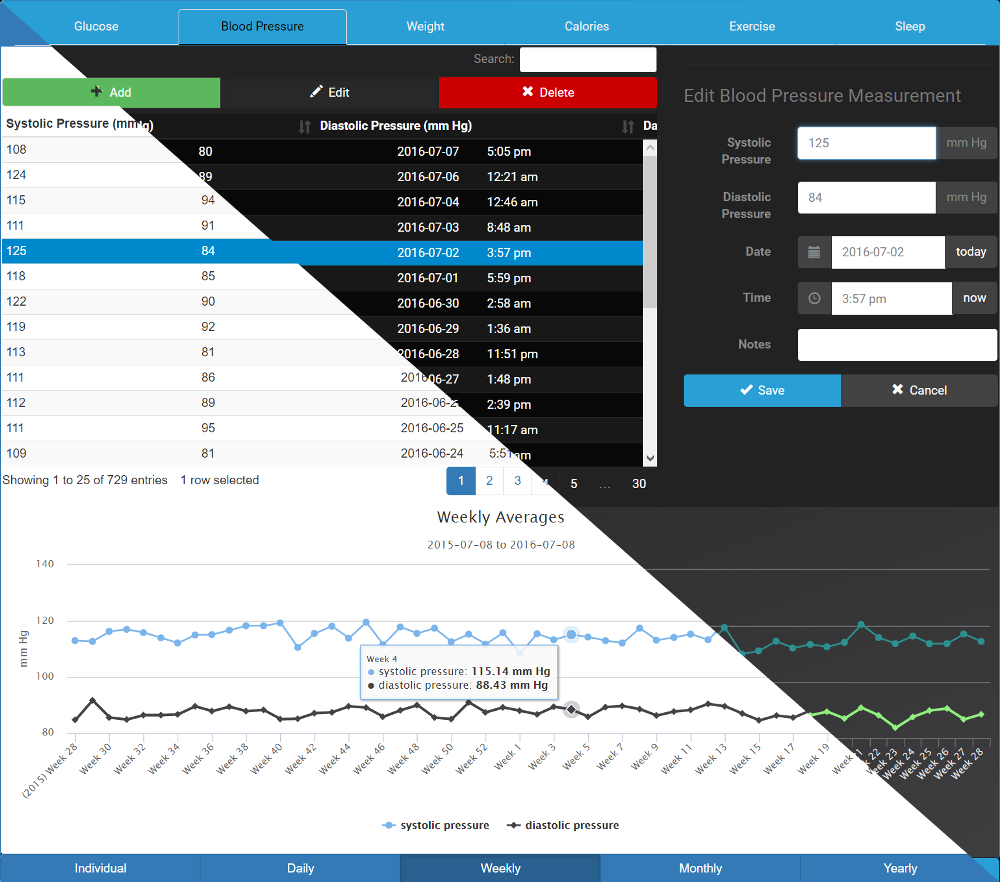 Glucose Blood Pressure Weight Calories Exercise Sleep
Search:
Add Edit Delete
Systolic Pressure (mm Hg) Diastolic Pressure (mm Hg) Da
108 80 2016-07-07 5:05 pm
124 89 2016-07-06 12:21 am
115 94 2016-07-04 12:46 am
111 91 2016-07-03 8:48 am
125 84 2016-07-02 3:57 pm
118 85 2016-07-01 5:59 pm
122 90 2016-06-30 2:58 am
119 92 2016-06-29 1:36 am
113 81 2016-06-28 11:51 pm
111 86 2016-06-27 1:48 pm
112 89 2:39 pm
111 95 2016-06-25 11:17 am
109 81 2016-06-24 5:51 am
Showing 1 to 25 of 729 entries 1 row selected
1 2 3 4 5 … 30
Edit Blood Pressure Measurement
Systolic
Pressure
125 mm Hg
Diastolic
Pressure
84 mm Hg
Date 2016-07-02 today
Time 3:57 pm now
Notes
Save Cancel
Weekly Averages
2015-07-08 to 2016-07-08
mm Hg
140
120
100
80
Week 4
systolic pressure: 115.14 mm Hg
diastolic pressure: 88.43 mm Hg
(2015) Week 28
Week 30
Week 32
Week 34
Week 36
Week 38
Week 40
Week 42
Week 44
Week 46
Week 48
Week 50
Week 52
Week 1
Week 3
Week 5
Week 7
Week 9
Week 11
Week 13
Week 15
Week 17
Week 19
Week 22
Week 23
Week 24
Week 25
Week 26
Week 27
Week 28
systolic pressure diastolic pressure
Individual Daily Weekly Monthly Yearly